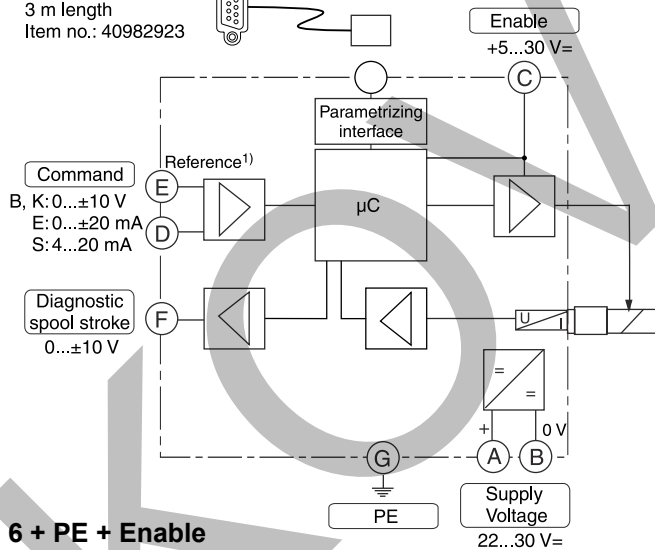 3 m length
Item no.: 40982923
Enable
+5...30 V=
C
Parametrizing
interface
Command
Reference1)
E
B, K: 0...±10 V
E: 0...±20 mA
S: 4...20 mA
D
µC
Diagnostic
spool stroke
F
0...±10 V
U
I
=
=
+
0 V
G
A
B
PE
Supply
Voltage
22...30 V=
6 + PE + Enable